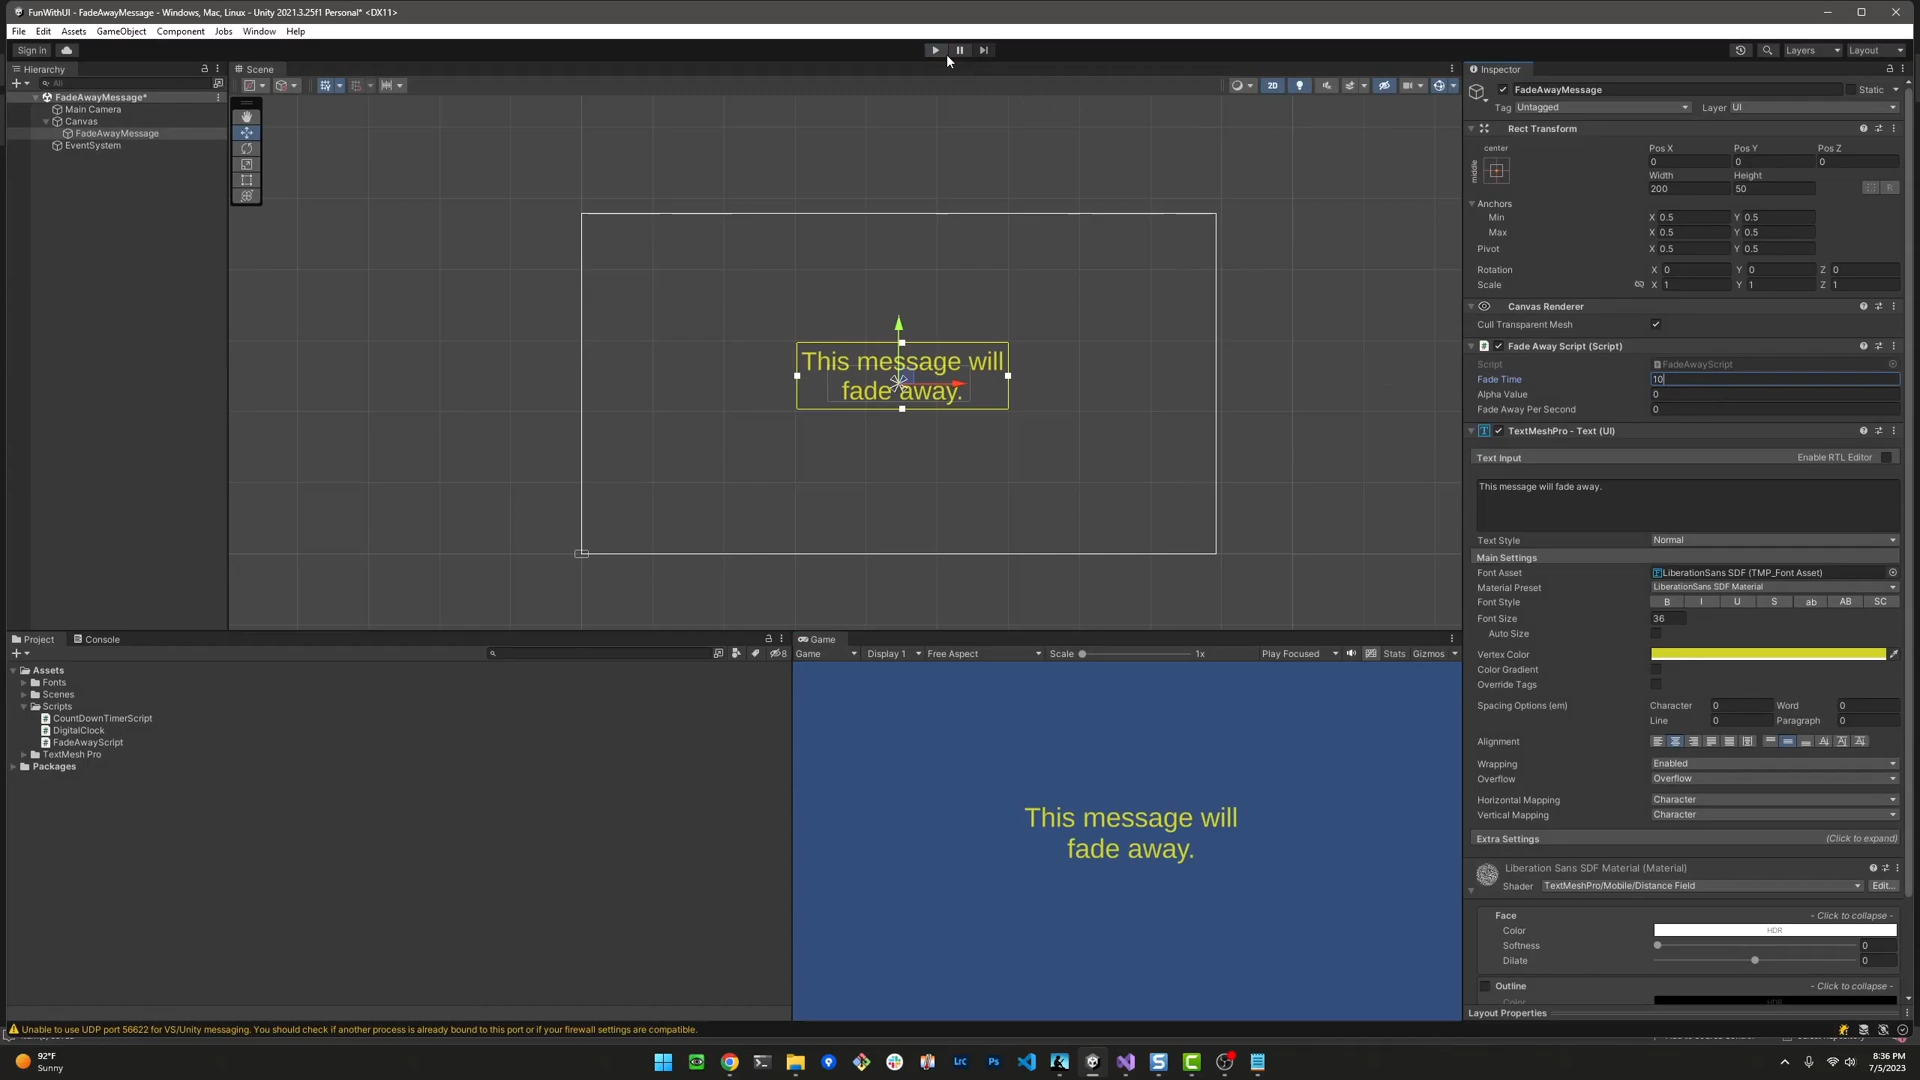 FunWithUI - FadeAwayMessage - Windows, Mac, Linux - Unity 2021.3.25f1 Personal* <DX11>
File Edit Assets GameObject Component Jobs Window Help
Sign in
Layers Layout
Hierarchy
All
FadeAwayMessage*
Main Camera
Canvas
FadeAwayMessage
EventSystem
Scene
2D
This message will
fade away.
Inspector
FadeAwayMessage Static
Tag Untagged Layer UI
Rect Transform
center
middle
Pos X Pos Y Pos Z
0 0 0
Width Height
200 50
R
Anchors
Min X 0.5 Y 0.5
Max X 0.5 Y 0.5
Pivot X 0.5 Y 0.5
Rotation X 0 Y 0 Z 0
Scale X 1 Y 1 Z 1
Canvas Renderer
Cull Transparent Mesh
Fade Away Script (Script)
Script FadeAwayScript
Fade Time 10
Alpha Value 0
Fade Away Per Second 0
TextMeshPro - Text (UI)
Text Input Enable RTL Editor
This message will fade away.
Text Style Normal
Main Settings
Font Asset LiberationSans SDF (TMP_Font Asset)
Material Preset LiberationSans SDF Material
Font Style B I U S ab AB SC
Font Size 36
Auto Size
Vertex Color
Color Gradient
Override Tags
Spacing Options (em) Character 0 Word 0
Line 0 Paragraph 0
Alignment
Wrapping Enabled
Overflow Overflow
Horizontal Mapping Character
Vertical Mapping Character
Extra Settings (Click to expand)
Liberation Sans SDF Material (Material)
Shader TextMeshPro/Mobile/Distance Field Edit...
Face - Click to collapse -
Color HDR
Softness 0
Dilate 0
Outline - Click to collapse -
Color HDR
Layout Properties
Project Console
8
Assets
Fonts
Scenes
Scripts
CountDownTimerScript
DigitalClock
FadeAwayScript
TextMesh Pro
Packages
Game
Game Display 1 Free Aspect Scale 1x Play Focused Stats Gizmos
This message will
fade away.
Unable to use UDP port 56622 for VS/Unity messaging. You should check if another process is already bound to this port or if your firewall settings are compatible.
92°F
Sunny
Lrc
Ps
8:36 PM
7/5/2023